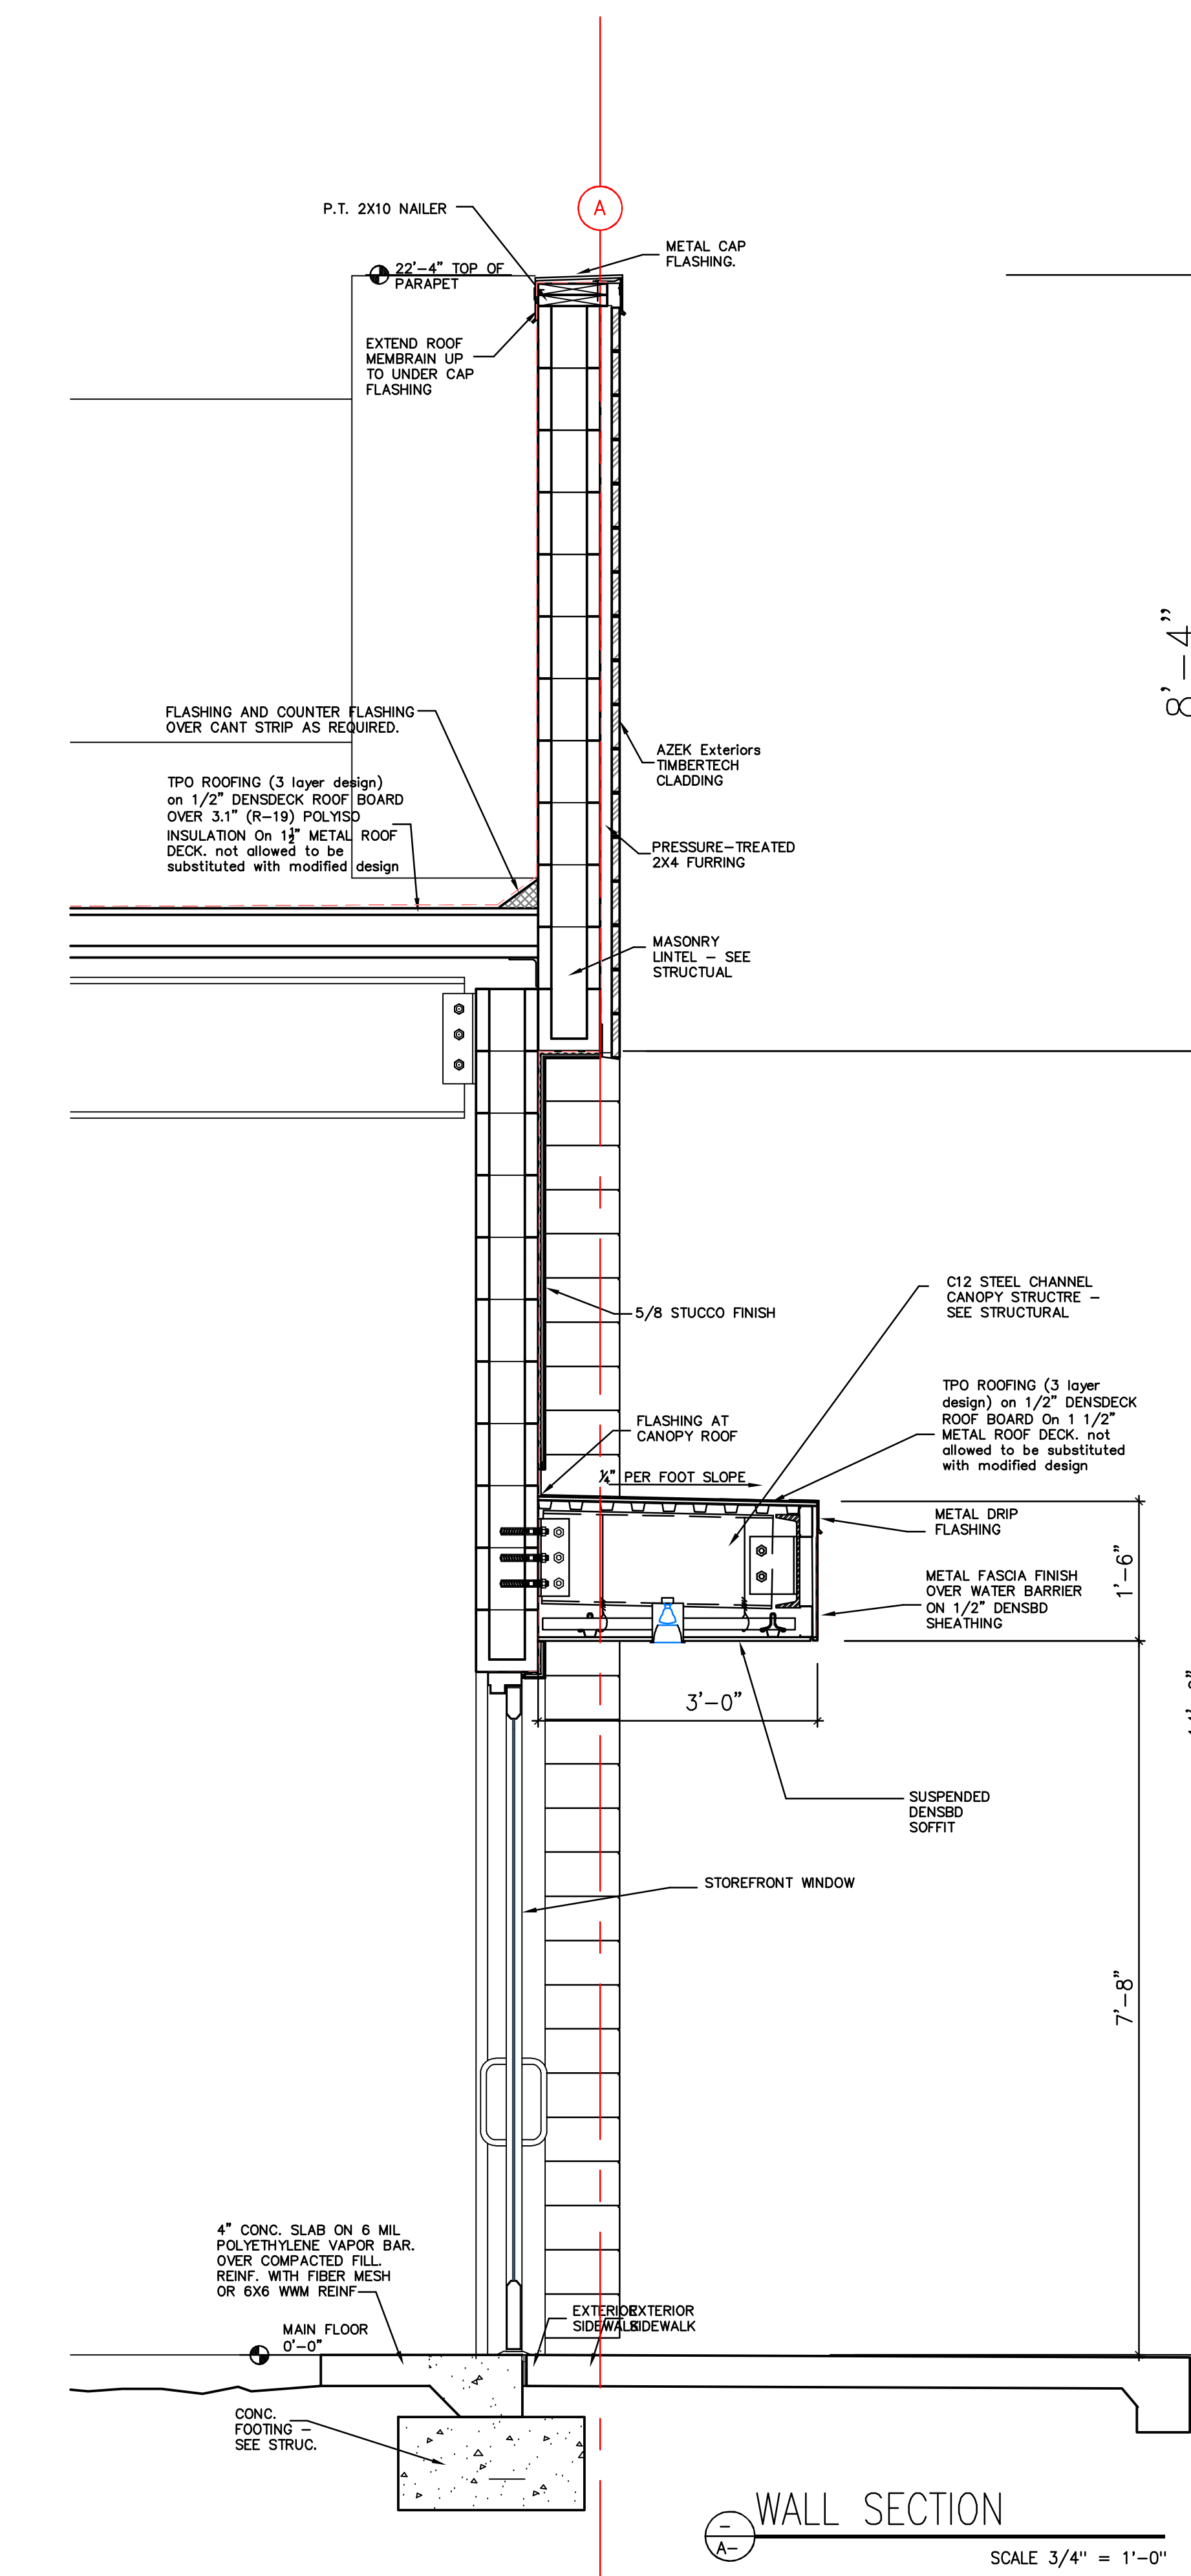 A
P.T. 2X10 NAILER
METAL CAP
FLASHING.
22'-4" TOP OF
PARAPET
EXTEND ROOF
MEMBRAIN UP
TO UNDER CAP
FLASHING
8'-4"
FLASHING AND COUNTER FLASHING
OVER CANT STRIP AS REQUIRED.
AZEK Exteriors
TIMBERTECH
CLADDING
TPO ROOFING (3 layer design)
on 1/2" DENSDECK ROOF BOARD
OVER 3.1" (R-19) POLYISO
INSULATION On 1½" METAL ROOF
DECK. not allowed to be
substituted with modified design
PRESSURE-TREATED
2X4 FURRING
MASONRY
LINTEL - SEE
STRUCTUAL
C12 STEEL CHANNEL
CANOPY STRUCTRE -
SEE STRUCTURAL
5/8 STUCCO FINISH
TPO ROOFING (3 layer
design) on 1/2" DENSDECK
ROOF BOARD On 1 1/2"
METAL ROOF DECK. not
allowed to be substituted
with modified design
FLASHING AT
CANOPY ROOF
¼" PER FOOT SLOPE
METAL DRIP
FLASHING
1'-6"
METAL FASCIA FINISH
OVER WATER BARRIER
ON 1/2" DENSBD
SHEATHING
3'-0"
SUSPENDED
DENSBD
SOFFIT
STOREFRONT WINDOW
7'-8"
4" CONC. SLAB ON 6 MIL
POLYETHYLENE VAPOR BAR.
OVER COMPACTED FILL.
REINF. WITH FIBER MESH
OR 6X6 WWM REINF
EXTERIOR
SIDEWALK
EXTERIOR
SIDEWALK
MAIN FLOOR
0'-0"
CONC.
FOOTING -
SEE STRUC.
-
A-
WALL SECTION
SCALE 3/4" = 1'-0"